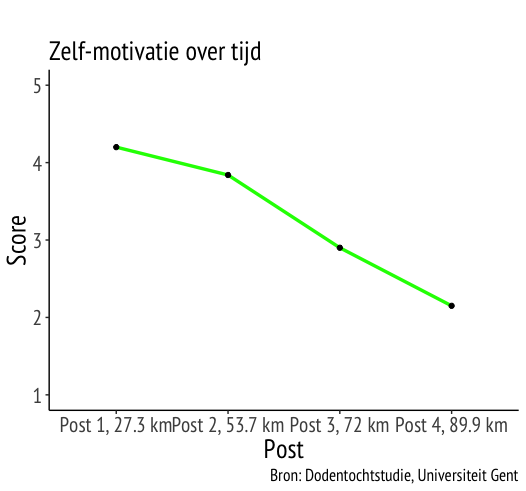 Zelf-motivatie over tijd
Score
5
4
3
2
1
Post 1, 27.3 km
Post 2, 53.7 km
Post 3, 72 km
Post 4, 89.9 km
Post
Bron: Dodentochtstudie, Universiteit Gent